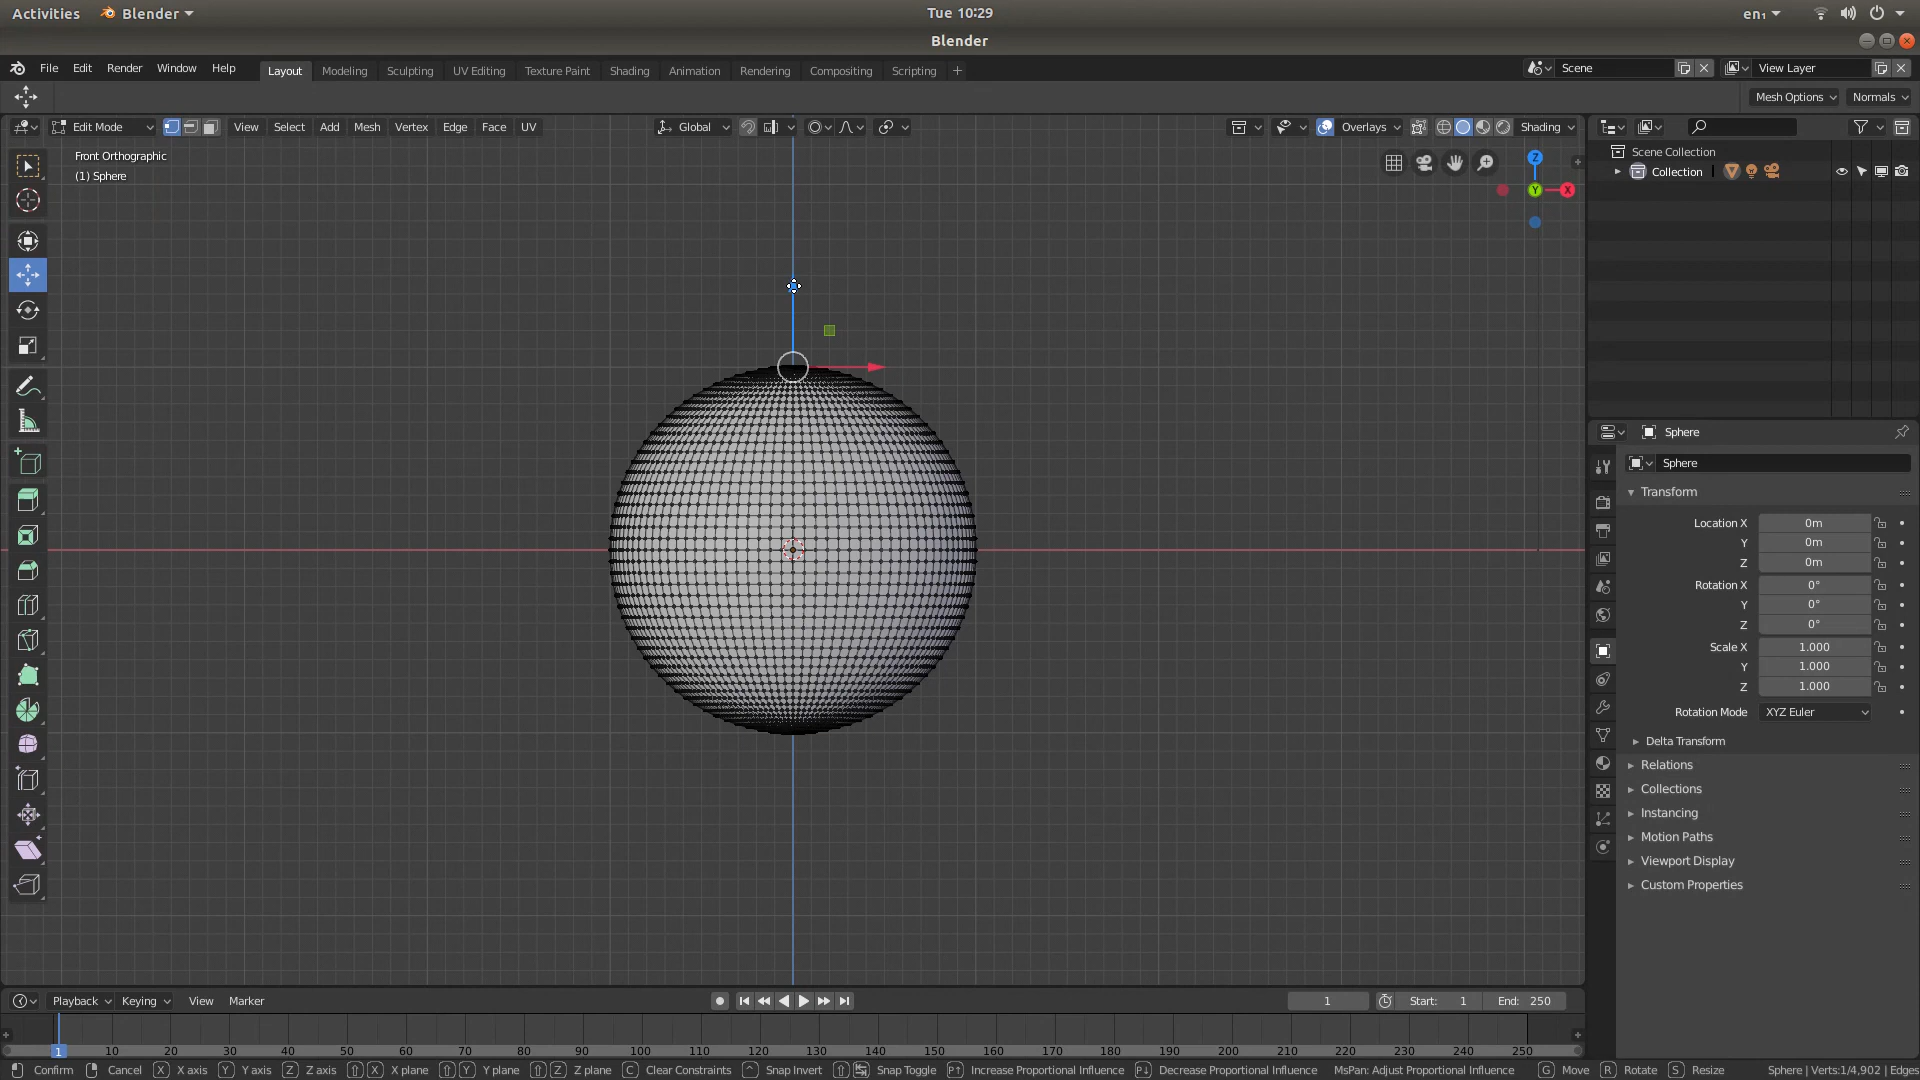 Activities Blender Tue 10:29 en₁
Blender
File Edit Render Window Help Layout Modeling Sculpting UV Editing Texture Paint Shading Animation Rendering Compositing Scripting + Scene View Layer
Mesh Options Normals
Edit Mode View Select Add Mesh Vertex Edge Face UV Global Overlays Shading
Front Orthographic
(1) Sphere
Z
Y
X
Scene Collection
Collection
Sphere
Sphere
Transform
Location X 0m
Y 0m
Z 0m
Rotation X 0°
Y 0°
Z 0°
Scale X 1.000
Y 1.000
Z 1.000
Rotation Mode XYZ Euler
Delta Transform
Relations
Collections
Instancing
Motion Paths
Viewport Display
Custom Properties
Playback Keying View Marker 1 Start: 1 End: 250
1 10 20 30 40 50 60 70 80 90 100 110 120 130 140 150 160 170 180 190 200 210 220 230 240 250
Confirm Cancel X X axis Y Y axis Z Z axis X X plane Y Y plane Z Z plane C Clear Constraints Snap Invert Snap Toggle P↑ Increase Proportional Influence P↓ Decrease Proportional Influence MsPan: Adjust Proportional Influence G Move R Rotate S Resize Sphere | Verts:1/4,902 | Edges